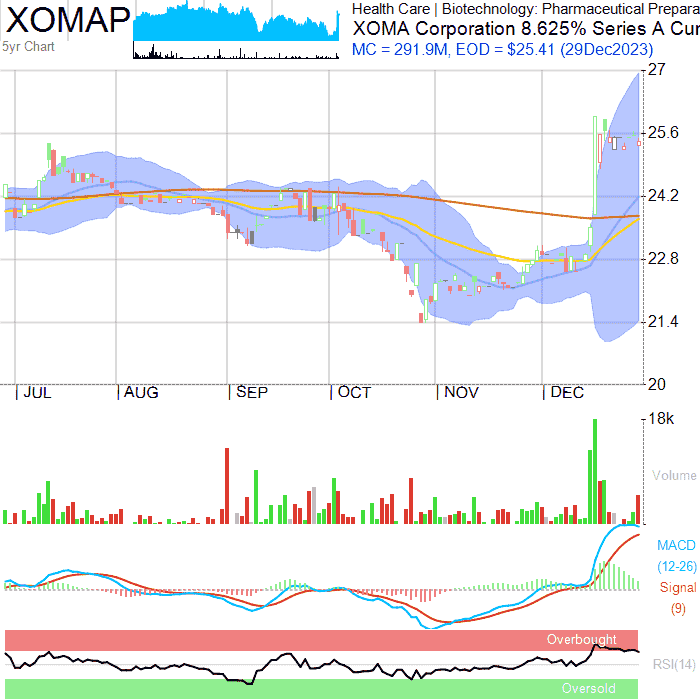 XOMAP
5yr Chart
Health Care | Biotechnology: Pharmaceutical Prepara
XOMA Corporation 8.625% Series A Cur
MC = 291.9M, EOD = $25.41 (29Dec2023)
27
25.6
24.2
22.8
21.4
20
| JUL | AUG | SEP | OCT | NOV | DEC
18k
Volume
MACD
(12-26)
Signal
(9)
Overbought
RSI(14)
Oversold